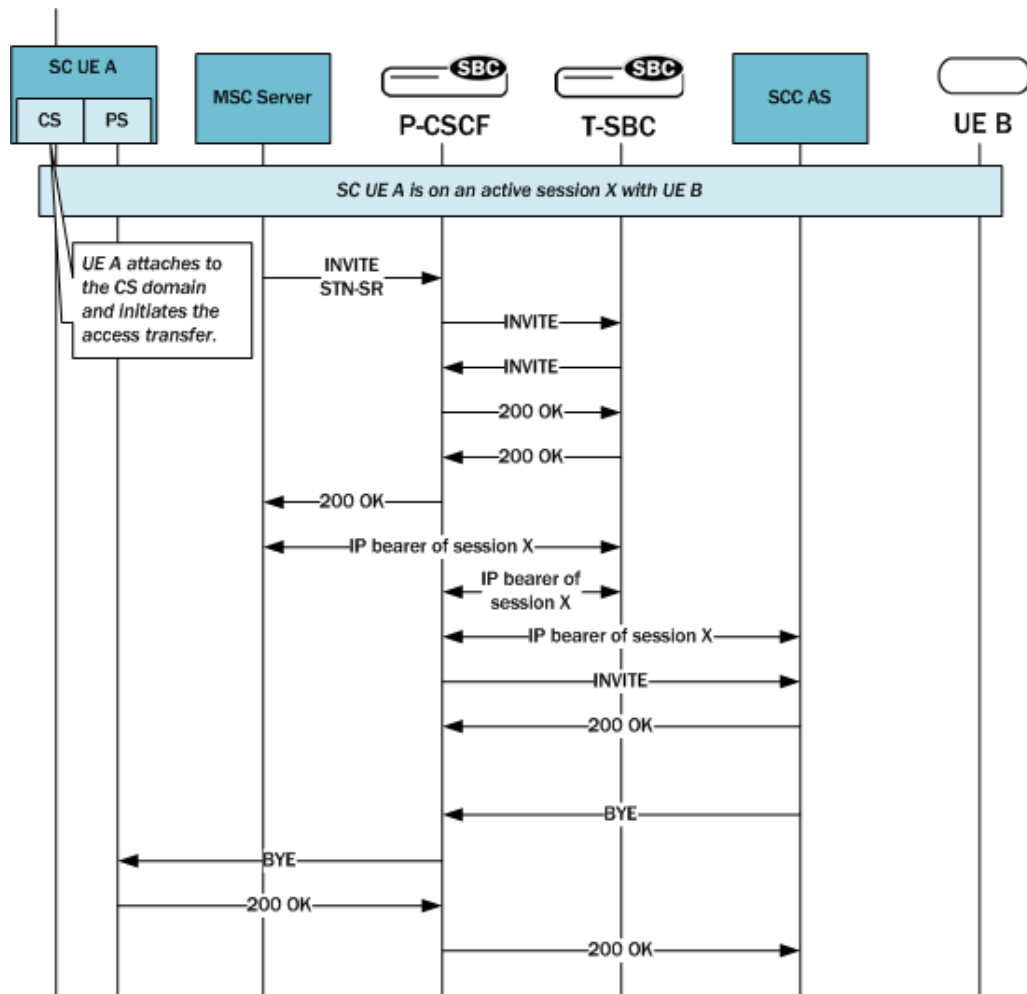 SC UE A
CS
PS
MSC Server
SBC
P-CSCF
SBC
T-SBC
SCC AS
UE B
SC UE A is on an active session X with UE B
UE A attaches to
the CS domain
and initiates the
access transfer.
INVITE
STN-SR
INVITE
INVITE
200 OK
200 OK
200 OK
IP bearer of session X
IP bearer of
session X
IP bearer of session X
INVITE
200 OK
BYE
BYE
200 OK
200 OK